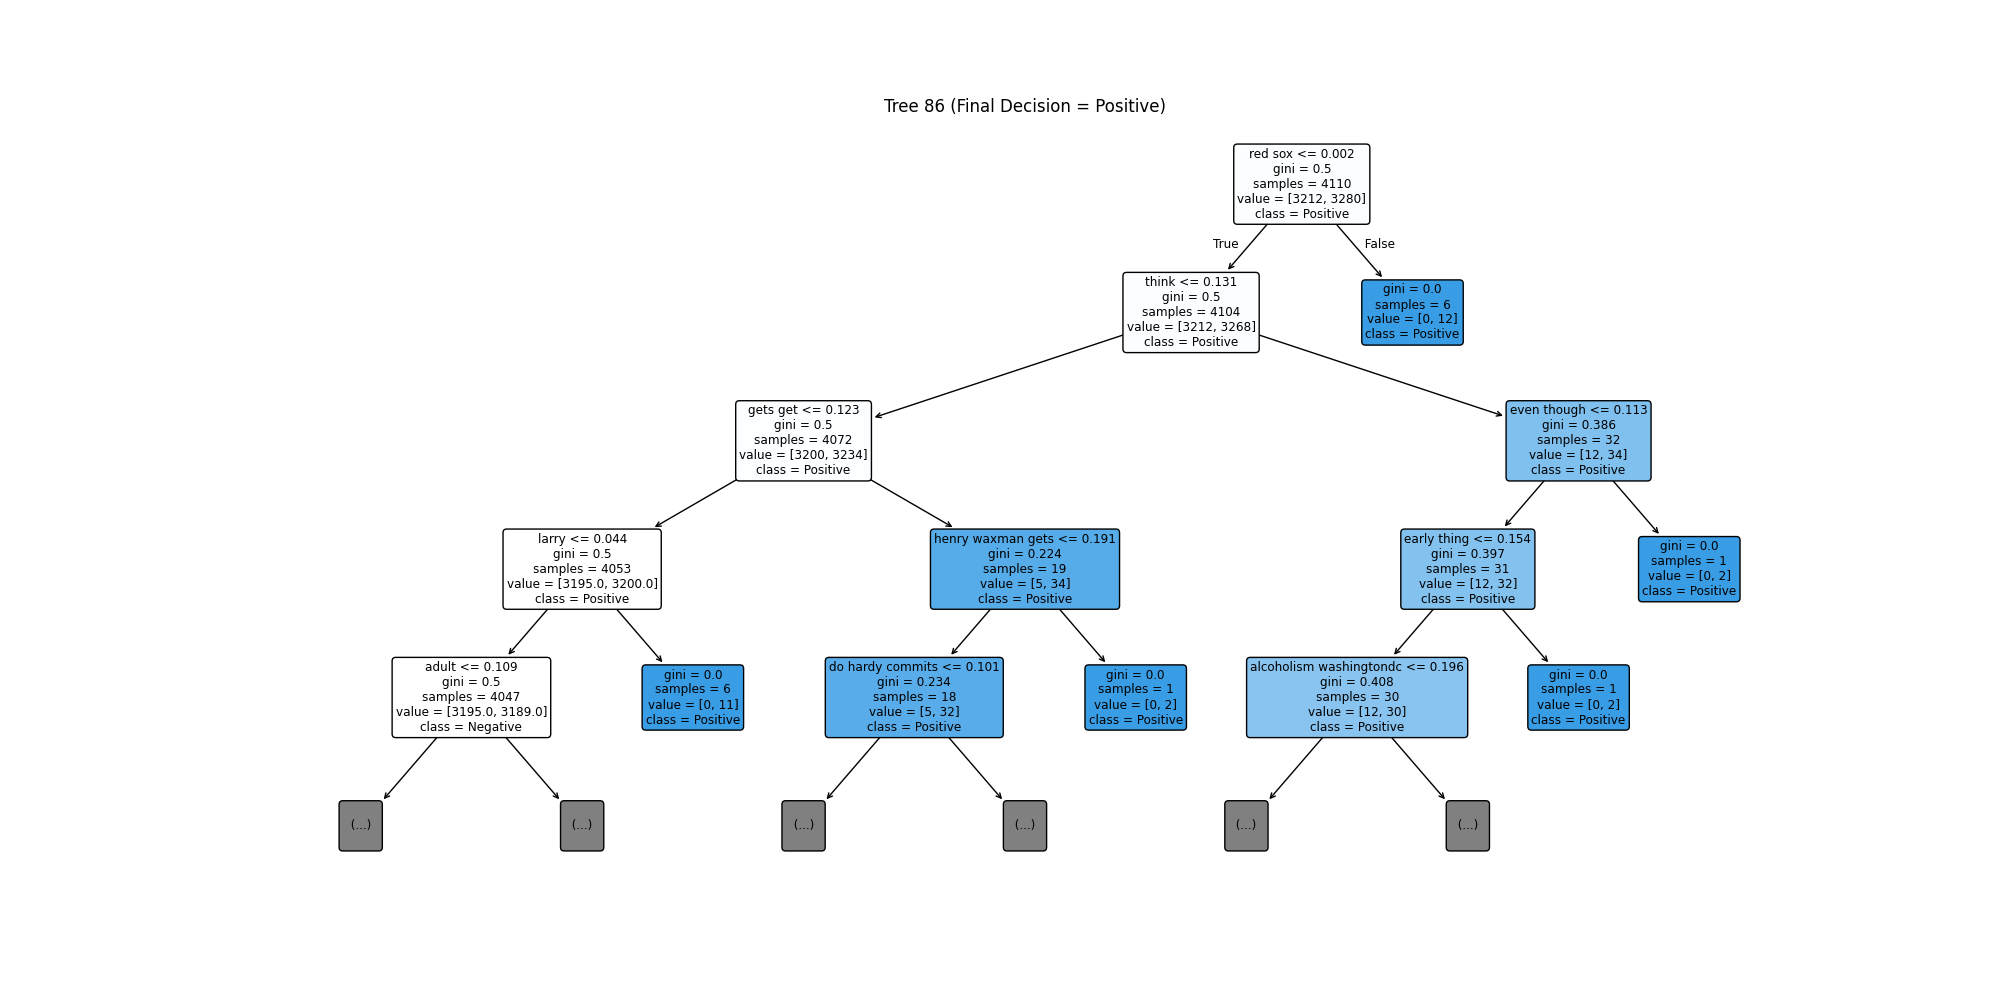 Tree 86 (Final Decision = Positive)
red sox <= 0.002
gini = 0.5
samples = 4110
value = [3212, 3280]
class = Positive
True
False
think <= 0.131
gini = 0.5
samples = 4104
value = [3212, 3268]
class = Positive
gini = 0.0
samples = 6
value = [0, 12]
class = Positive
gets get <= 0.123
gini = 0.5
samples = 4072
value = [3200, 3234]
class = Positive
even though <= 0.113
gini = 0.386
samples = 32
value = [12, 34]
class = Positive
larry <= 0.044
gini = 0.5
samples = 4053
value = [3195.0, 3200.0]
class = Positive
henry waxman gets <= 0.191
gini = 0.224
samples = 19
value = [5, 34]
class = Positive
early thing <= 0.154
gini = 0.397
samples = 31
value = [12, 32]
class = Positive
gini = 0.0
samples = 1
value = [0, 2]
class = Positive
adult <= 0.109
gini = 0.5
samples = 4047
value = [3195.0, 3189.0]
class = Negative
gini = 0.0
samples = 6
value = [0, 11]
class = Positive
do hardy commits <= 0.101
gini = 0.234
samples = 18
value = [5, 32]
class = Positive
gini = 0.0
samples = 1
value = [0, 2]
class = Positive
alcoholism washingtondc <= 0.196
gini = 0.408
samples = 30
value = [12, 30]
class = Positive
gini = 0.0
samples = 1
value = [0, 2]
class = Positive
(...)
(...)
(...)
(...)
(...)
(...)